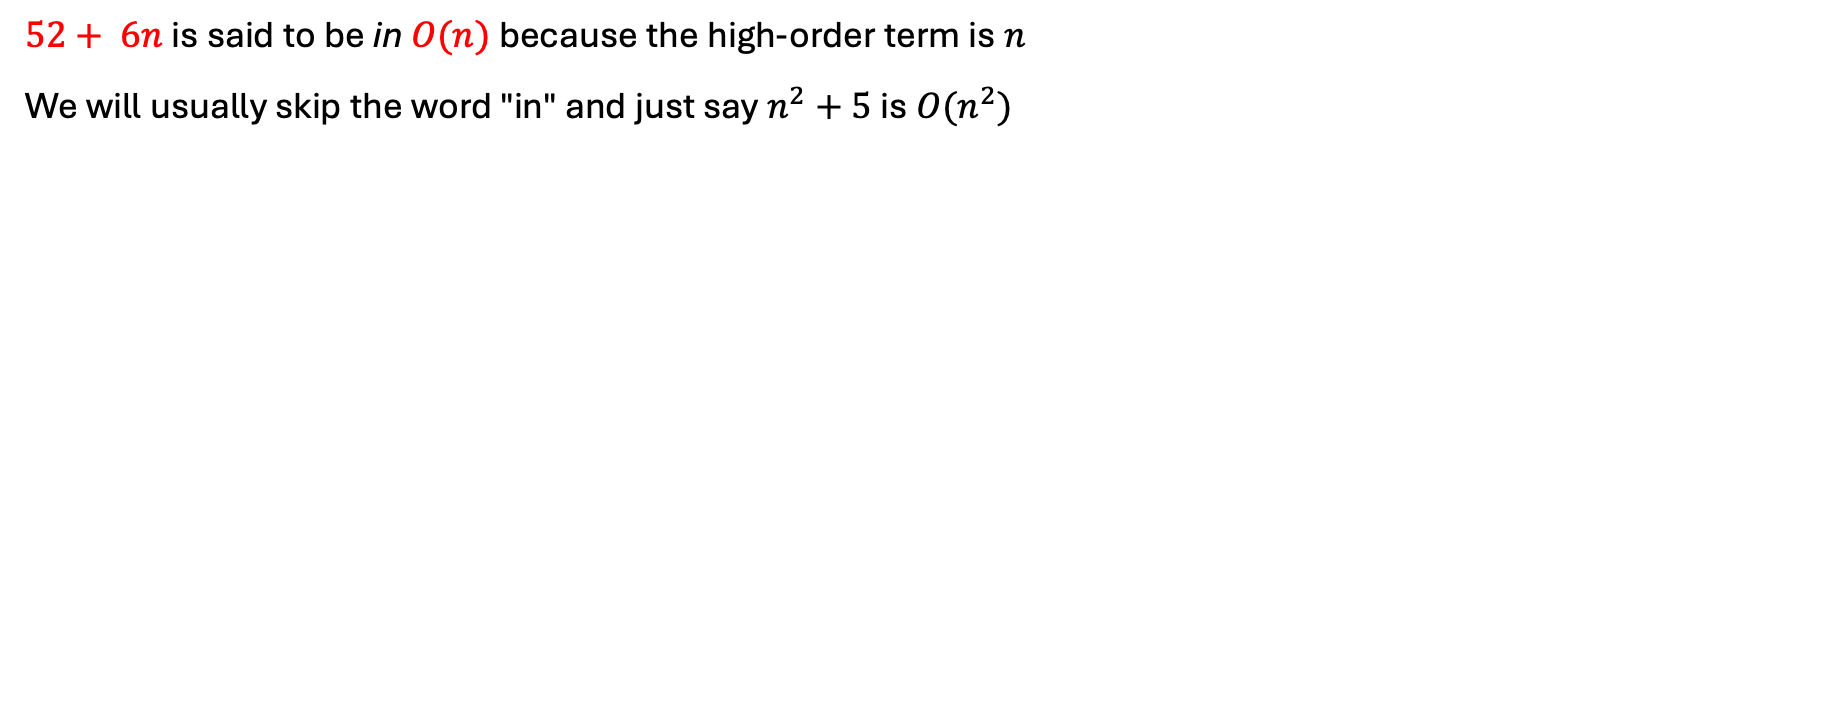 52 + 6n is said to be in O(n) because the high-order term is n
We will usually skip the word "in" and just say n² + 5 is O(n²)